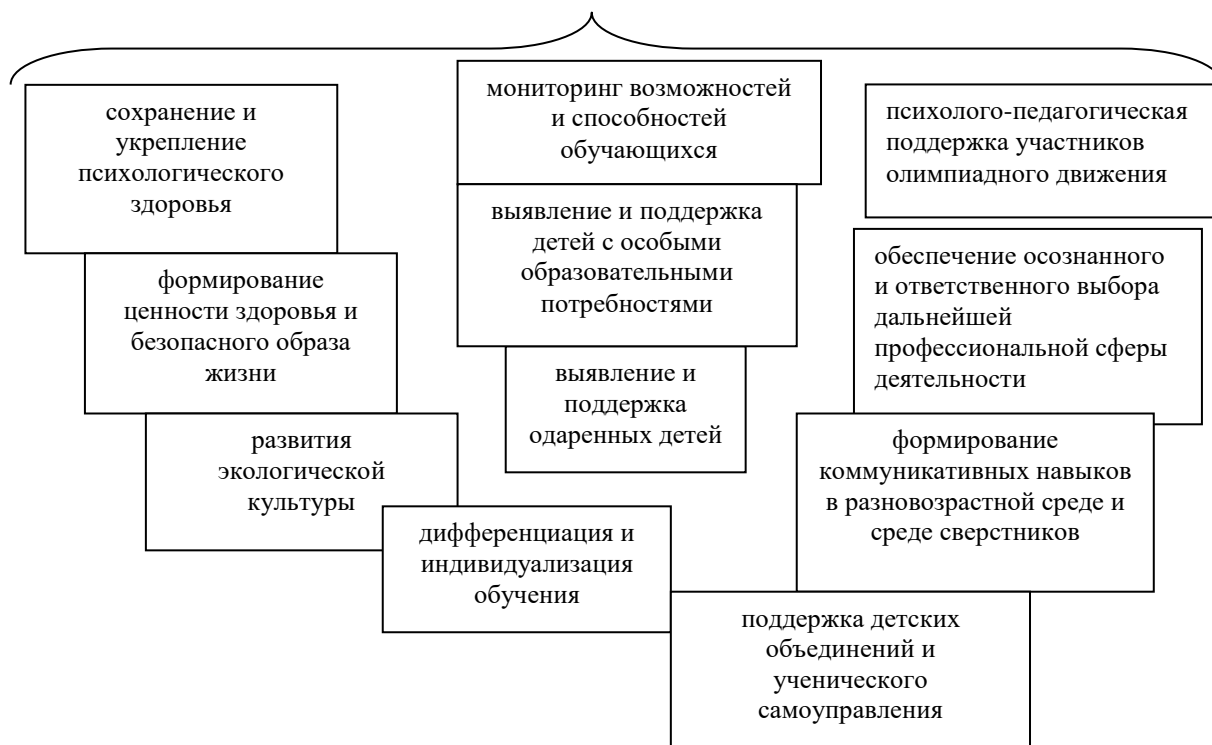 сохранение и
укрепление
психологического
здоровья
мониторинг возможностей
и способностей
обучающихся
психолого-педагогическая
поддержка участников
олимпиадного движения
формирование
ценности здоровья и
безопасного образа
жизни
выявление и поддержка
детей с особыми
образовательными
потребностями
обеспечение осознанного
и ответственного выбора
дальнейшей
профессиональной сферы
деятельности
развития
экологической
культуры
выявление и
поддержка
одаренных детей
формирование
коммуникативных навыков
в разновозрастной среде и
среде сверстников
дифференциация и
индивидуализация
обучения
поддержка детских
объединений и
ученического
самоуправления